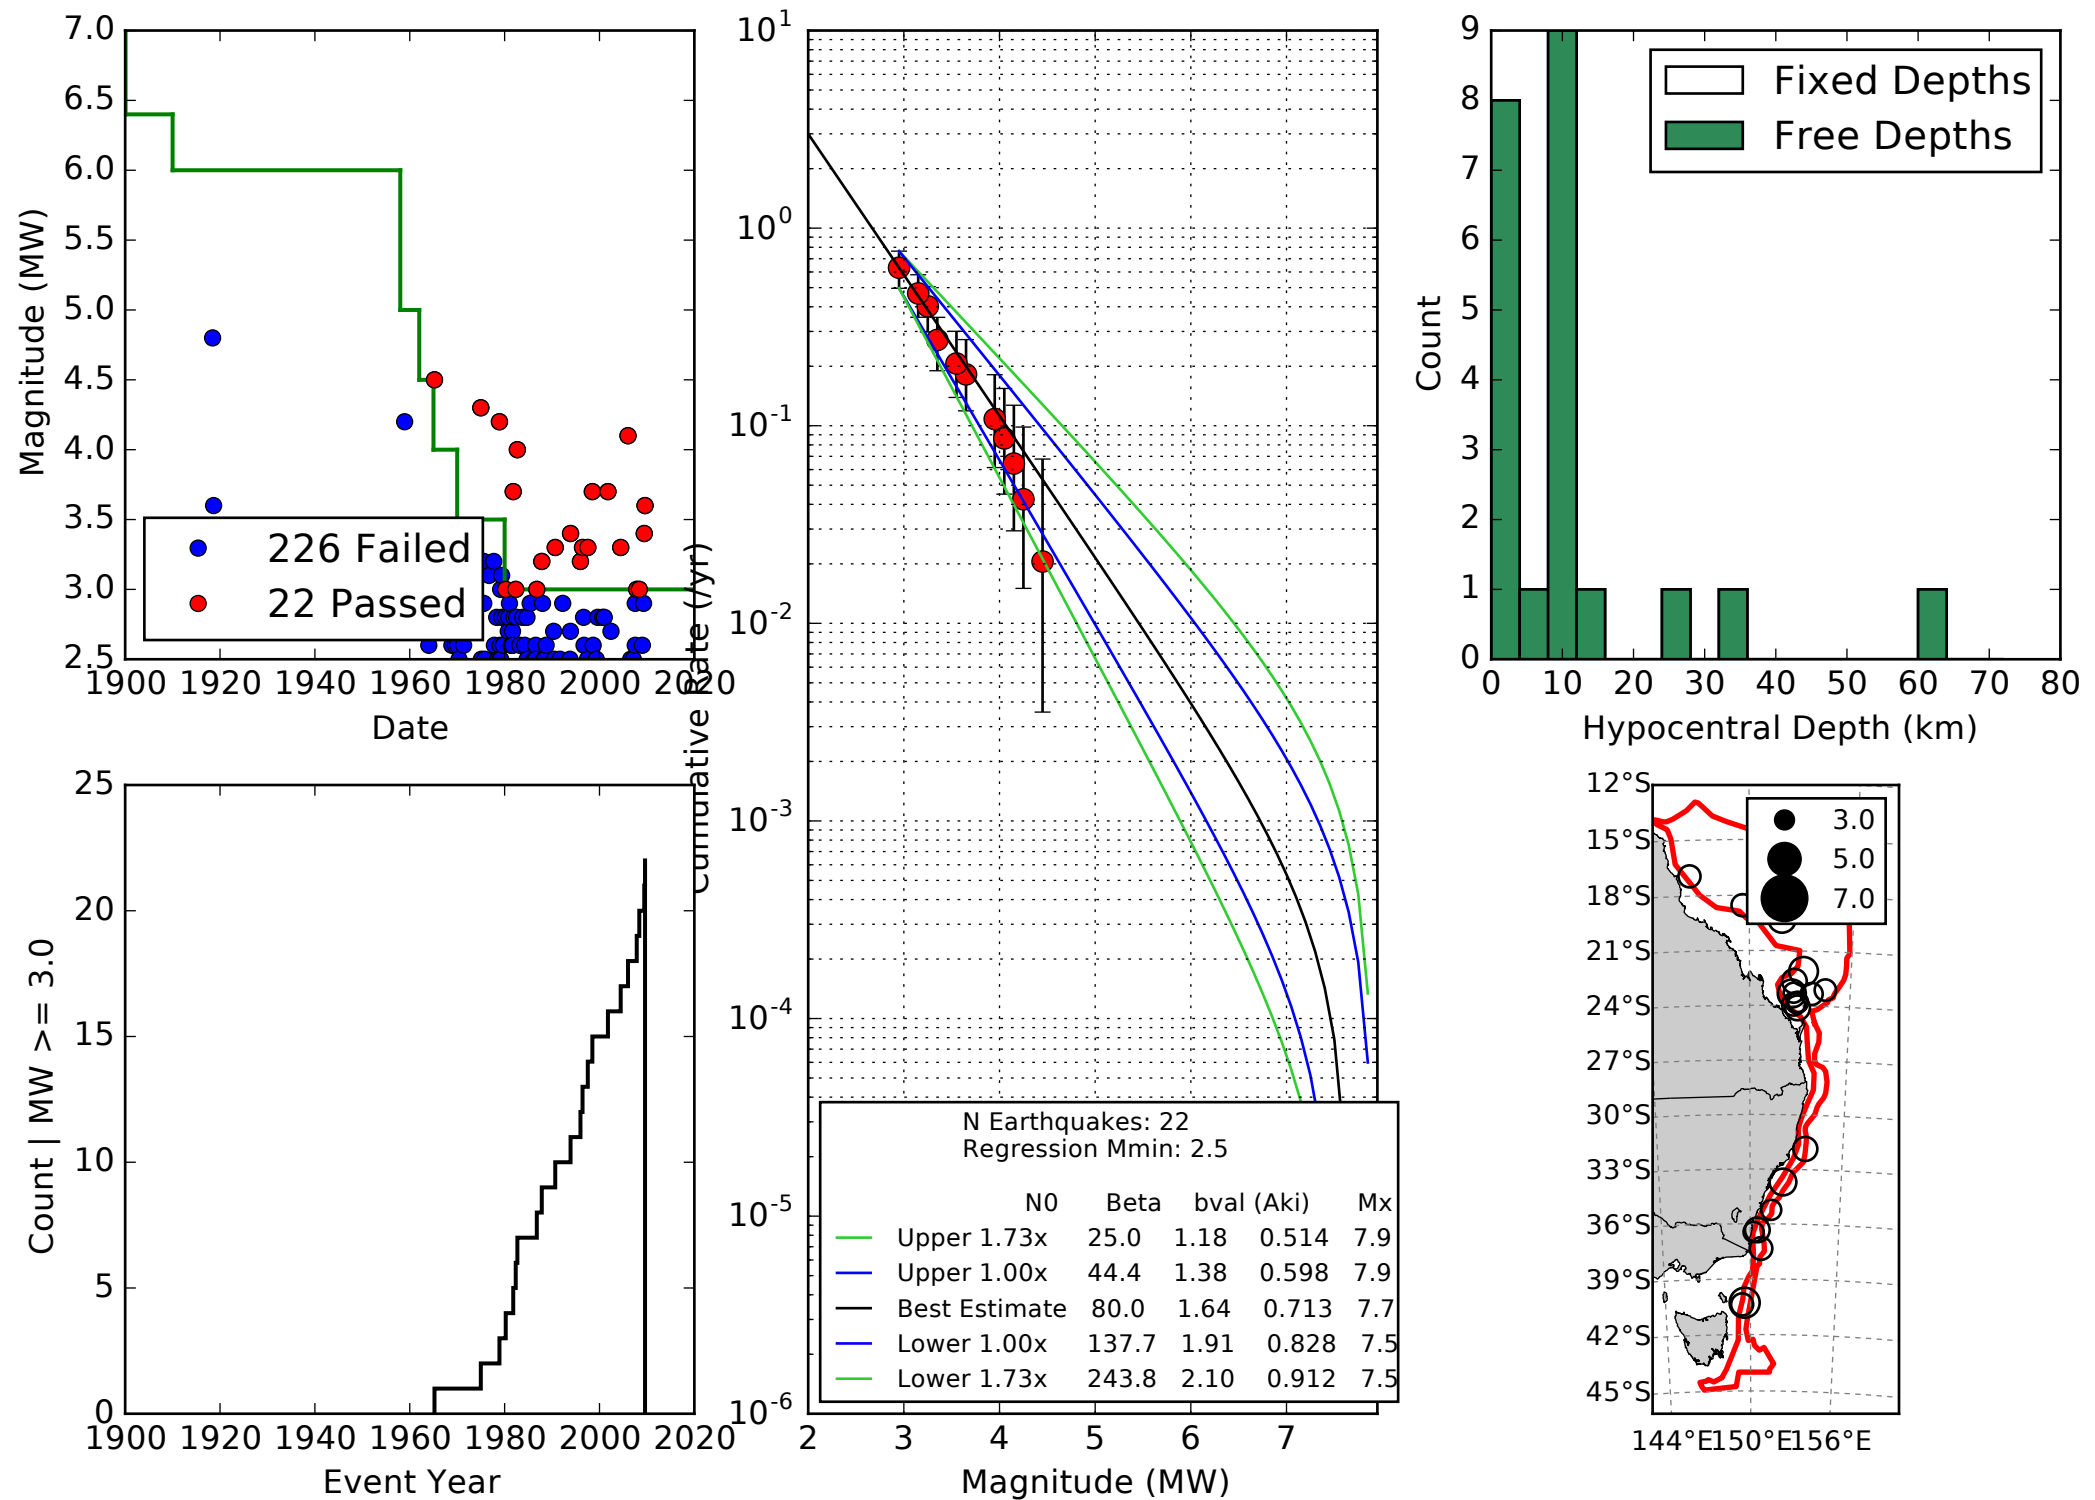 7.0
6.5
6.0
5.5
5.0
4.5
4.0
3.5
3.0
2.5
Magnitude (MW)
226 Failed
22 Passed
1900 1920 1940 1960 1980 2000 2020
Date
25
20
15
10
5
0
Count | MW >= 3.0
1900 1920 1940 1960 1980 2000 2020
Event Year
10^1
10^0
10^-1
10^-2
10^-3
10^-4
10^-5
10^-6
Cumulative Rate (/yr)
N Earthquakes: 22
Regression Mmin: 2.5
N0 Beta bval (Aki) Mx
Upper 1.73x 25.0 1.18 0.514 7.9
Upper 1.00x 44.4 1.38 0.598 7.9
Best Estimate 80.0 1.64 0.713 7.7
Lower 1.00x 137.7 1.91 0.828 7.5
Lower 1.73x 243.8 2.10 0.912 7.5
2 3 4 5 6 7
Magnitude (MW)
9
8
7
6
5
4
3
2
1
0
Count
Fixed Depths
Free Depths
0 10 20 30 40 50 60 70 80
Hypocentral Depth (km)
12°S
15°S
18°S
21°S
24°S
27°S
30°S
33°S
36°S
39°S
42°S
45°S
3.0
5.0
7.0
144°E 150°E 156°E